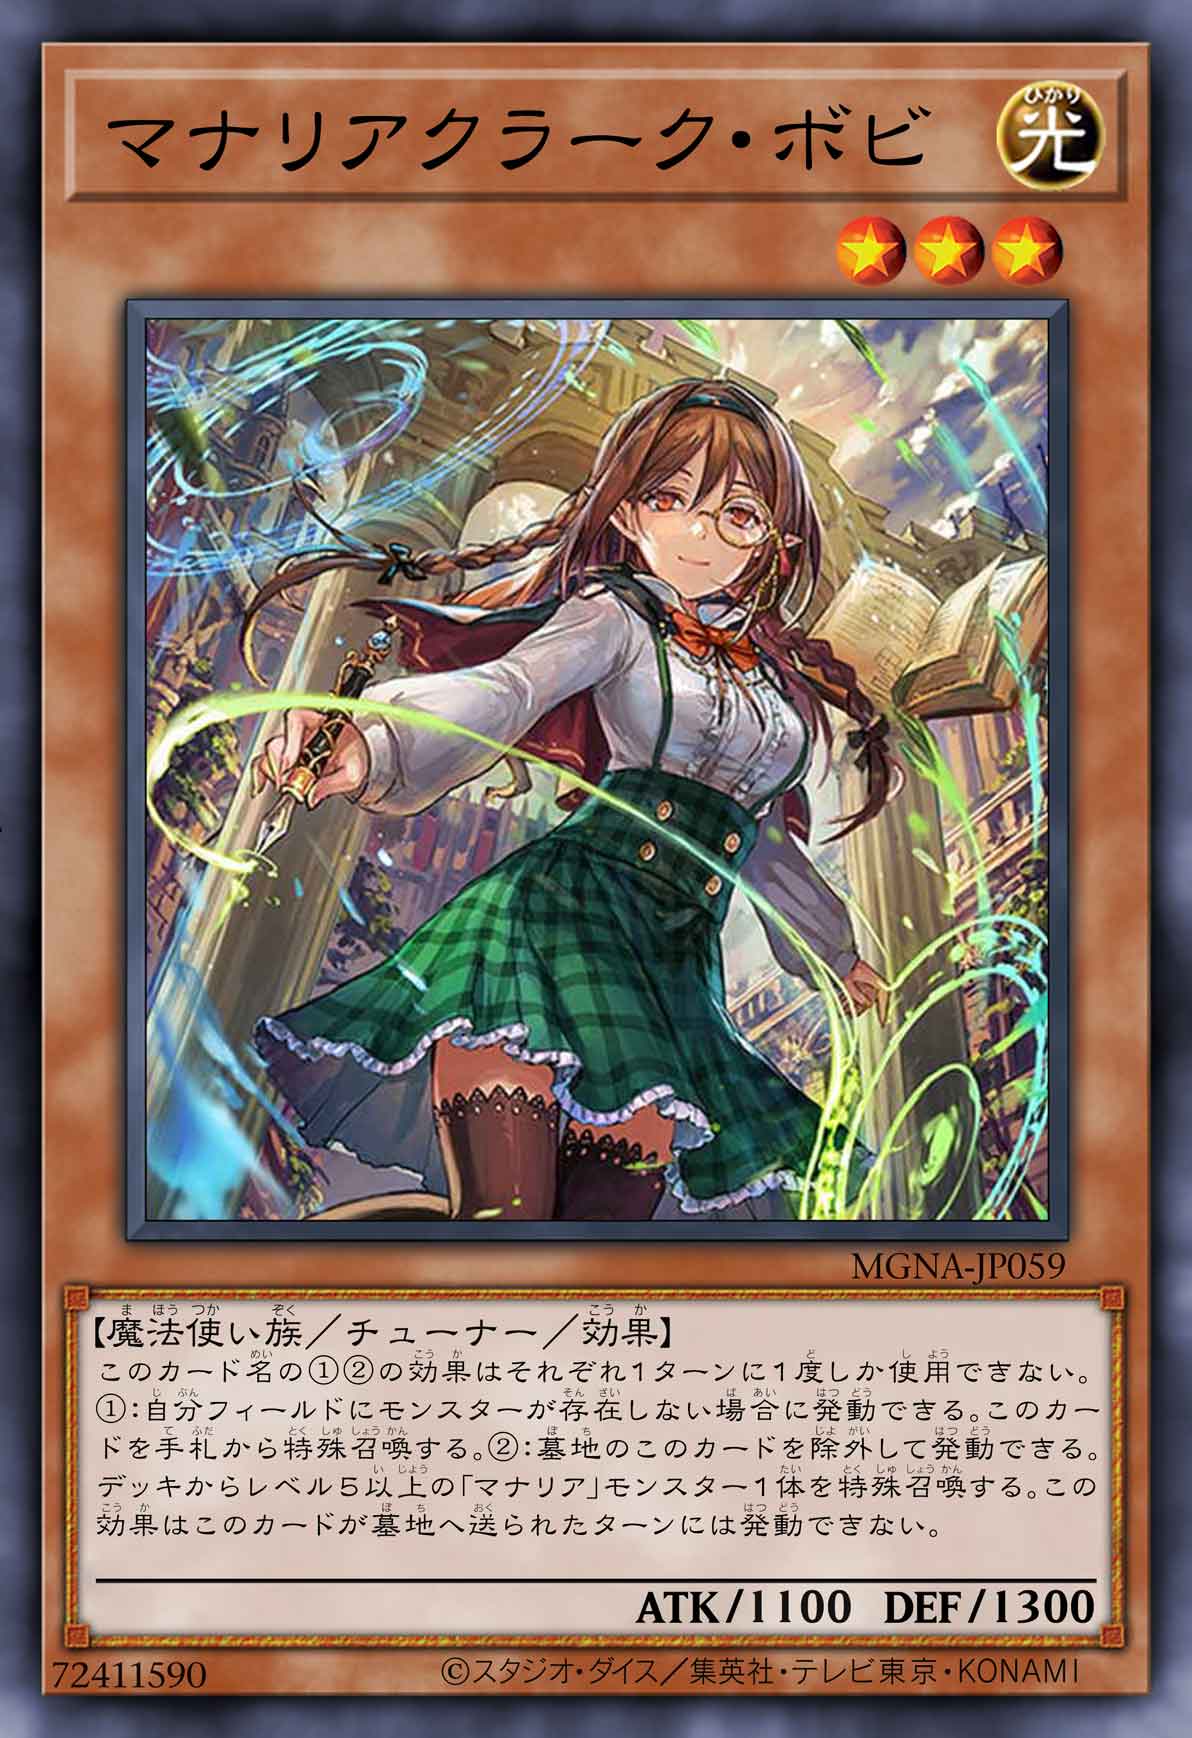 マナリアクラーク・ボビ
ひかり
光
MGNA-JP059
【魔法使い族／チューナー／効果】
このカード名の①②の効果はそれぞれ1ターンに1度しか使用できない。
①：自分フィールドにモンスターが存在しない場合に発動できる。このカー
ドを手札から特殊召喚する。②：墓地のこのカードを除外して発動できる。
デッキからレベル5以上の「マナリア」モンスター1体を特殊召喚する。この
効果はこのカードが墓地へ送られたターンには発動できない。
ATK/1100 DEF/1300
72411590 ©スタジオ・ダイス／集英社・テレビ東京・KONAMI